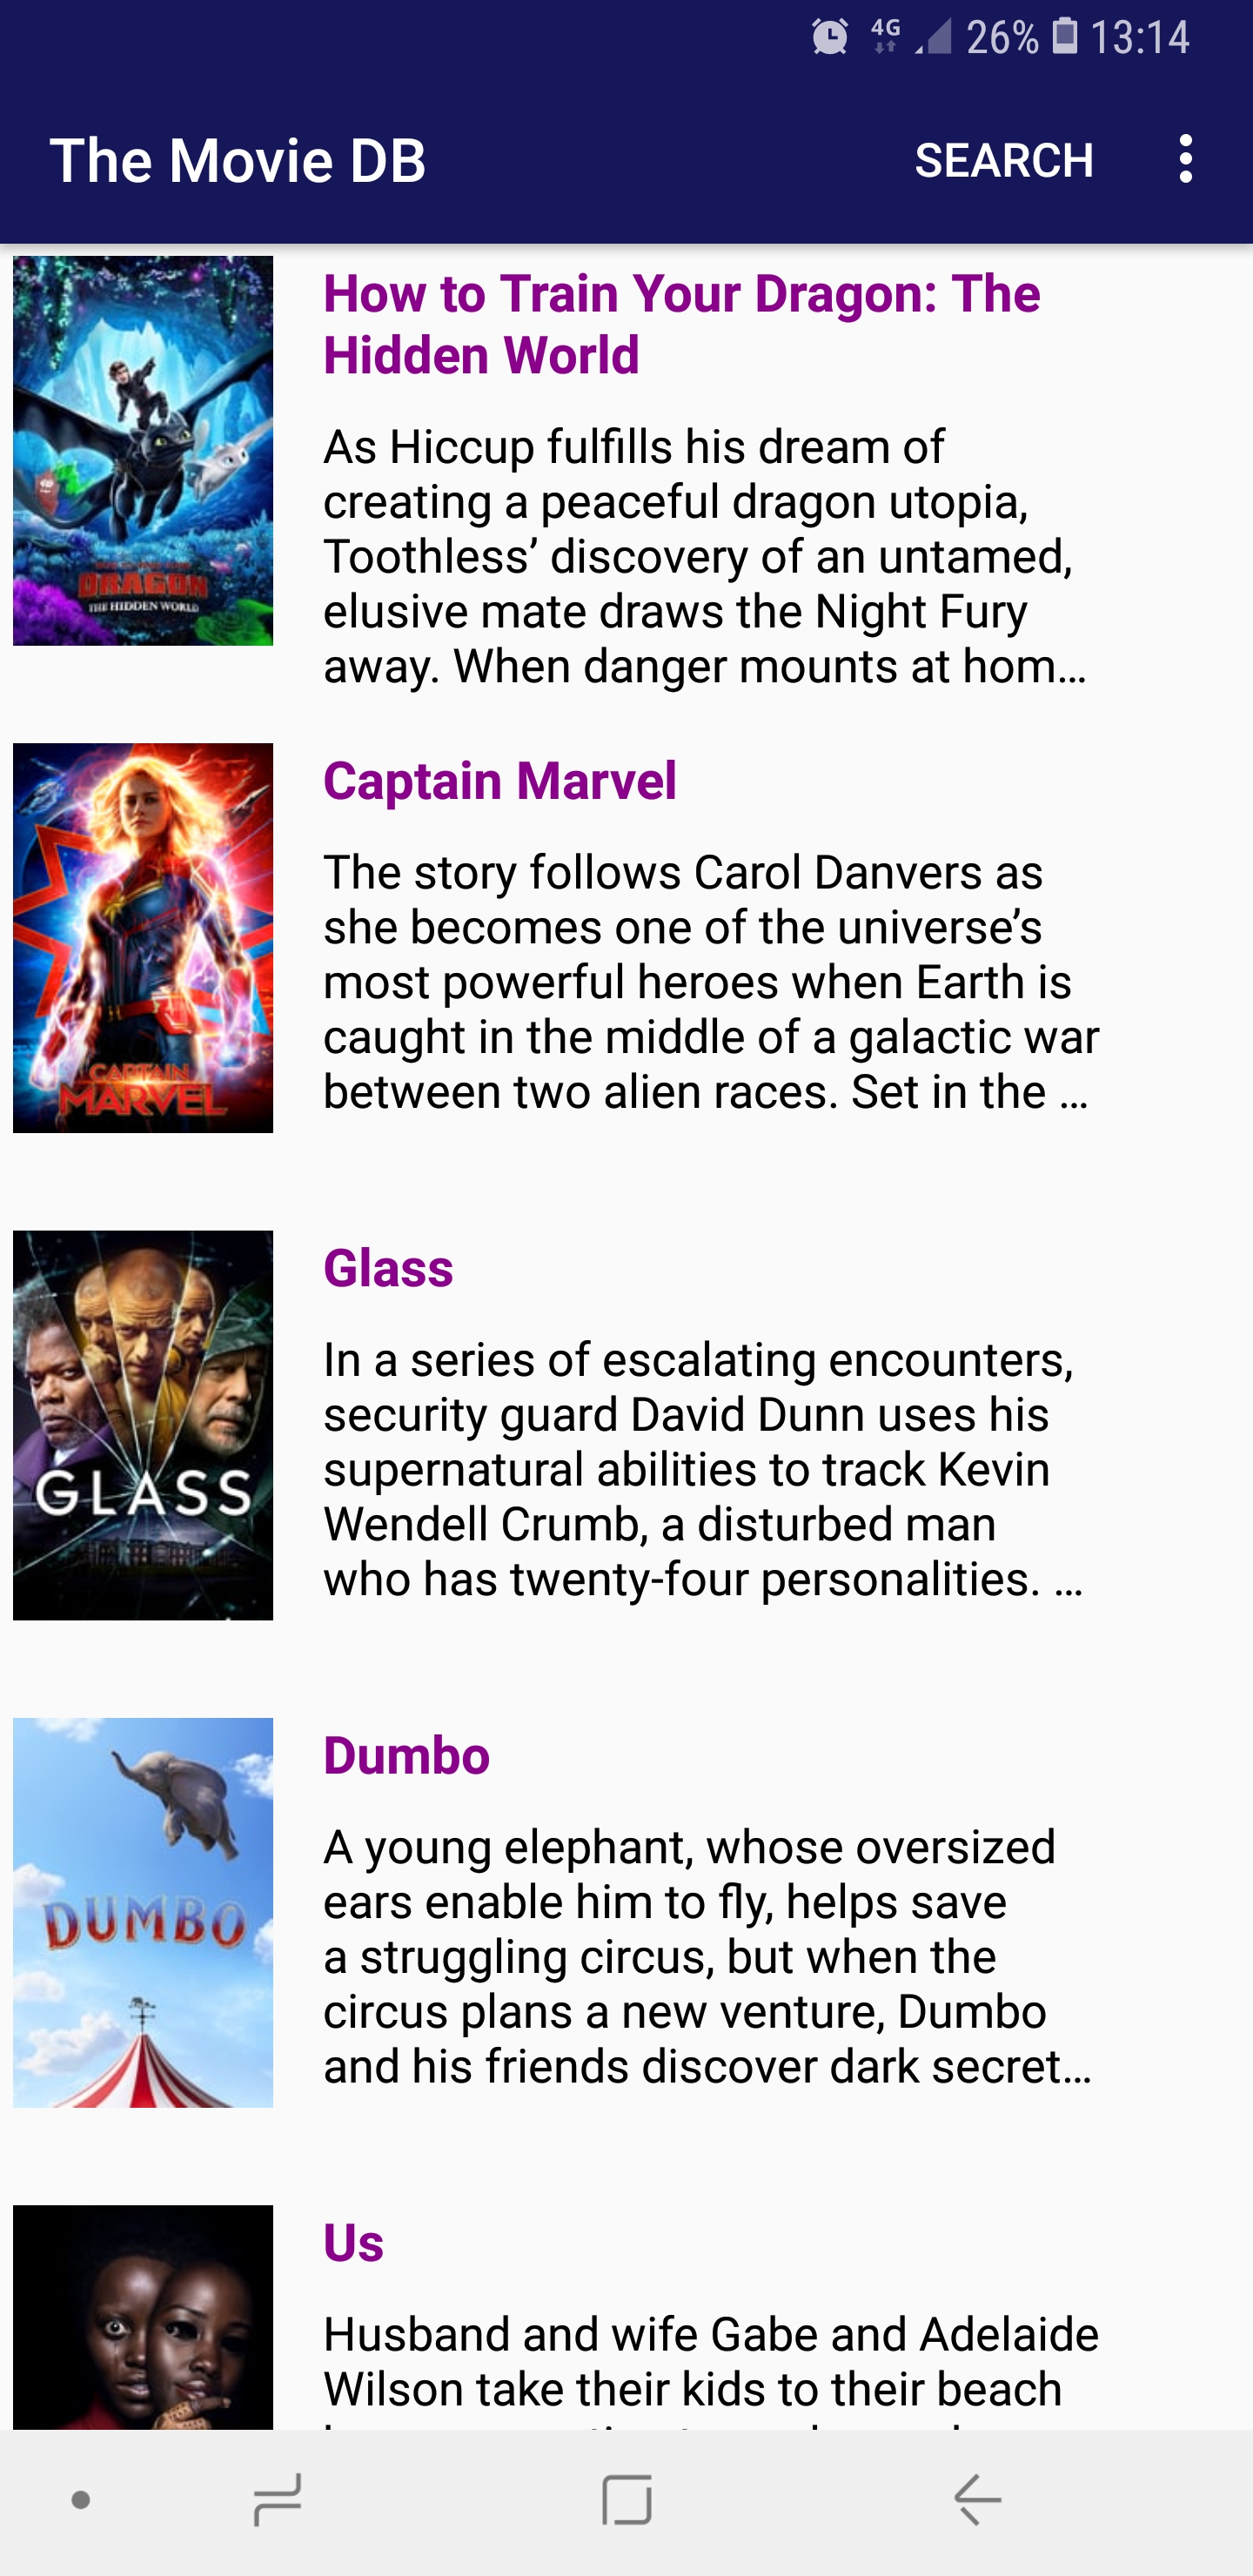 4G 26% 13:14
The Movie DB SEARCH
How to Train Your Dragon: The
Hidden World
As Hiccup fulfills his dream of
creating a peaceful dragon utopia,
Toothless’ discovery of an untamed,
elusive mate draws the Night Fury
away. When danger mounts at hom…
DRAGON
THE HIDDEN WORLD
Captain Marvel
The story follows Carol Danvers as
she becomes one of the universe’s
most powerful heroes when Earth is
caught in the middle of a galactic war
between two alien races. Set in the …
CAPTAIN
MARVEL
Glass
In a series of escalating encounters,
security guard David Dunn uses his
supernatural abilities to track Kevin
Wendell Crumb, a disturbed man
who has twenty-four personalities. …
GLASS
Dumbo
A young elephant, whose oversized
ears enable him to fly, helps save
a struggling circus, but when the
circus plans a new venture, Dumbo
and his friends discover dark secret…
DUMBO
Us
Husband and wife Gabe and Adelaide
Wilson take their kids to their beach